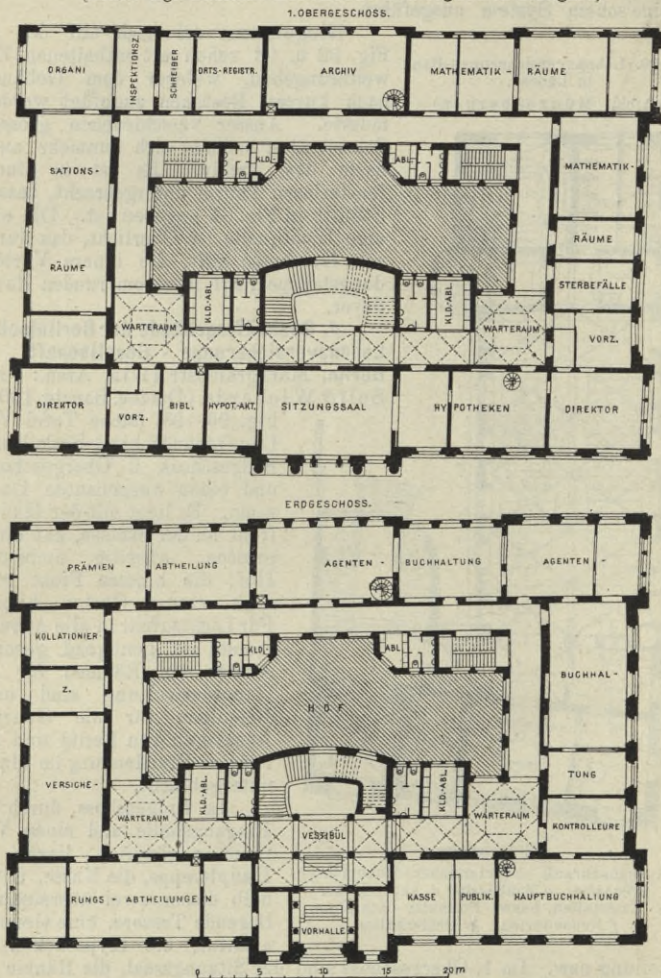 1. OBERGESCHOSS.
ORGANI
INSPEKTIONSZ.
SCHREIBER
ORTS-REGISTR.
ARCHIV
MATHEMATIK
RÄUME
KLD.
ABL.
SATIONS-
MATHEMATIK-
RÄUME
RÄUME
STERBEFÄLLE
KLD.-ABL.
KLD.-ABL.
WARTERAUM
WARTERAUM
VORZ.
DIREKTOR
VORZ.
BIBL.
HYPOT.-AKT.
SITZUNGSSAAL
HYPOTHEKEN
DIREKTOR
ERDGESCHOSS.
PRÄMIEN -
ABTHEILUNG
AGENTEN -
BUCHHALTUNG
AGENTEN -
KOLLATIONIER-
KLD.-
ABL.
Z.
HOF
BUCHHAL-
VERSICHE-
KLD.-ABL.
KLD.-ABL.
TUNG
WARTERAUM
VESTIBÜL
WARTERAUM
KONTROLLEURE
RUNGS - ABTHEILUNGEN
VORHALLE
KASSE
PUBLIK.
HAUPTBUCHHALTUNG
0 5 10 15 20 m